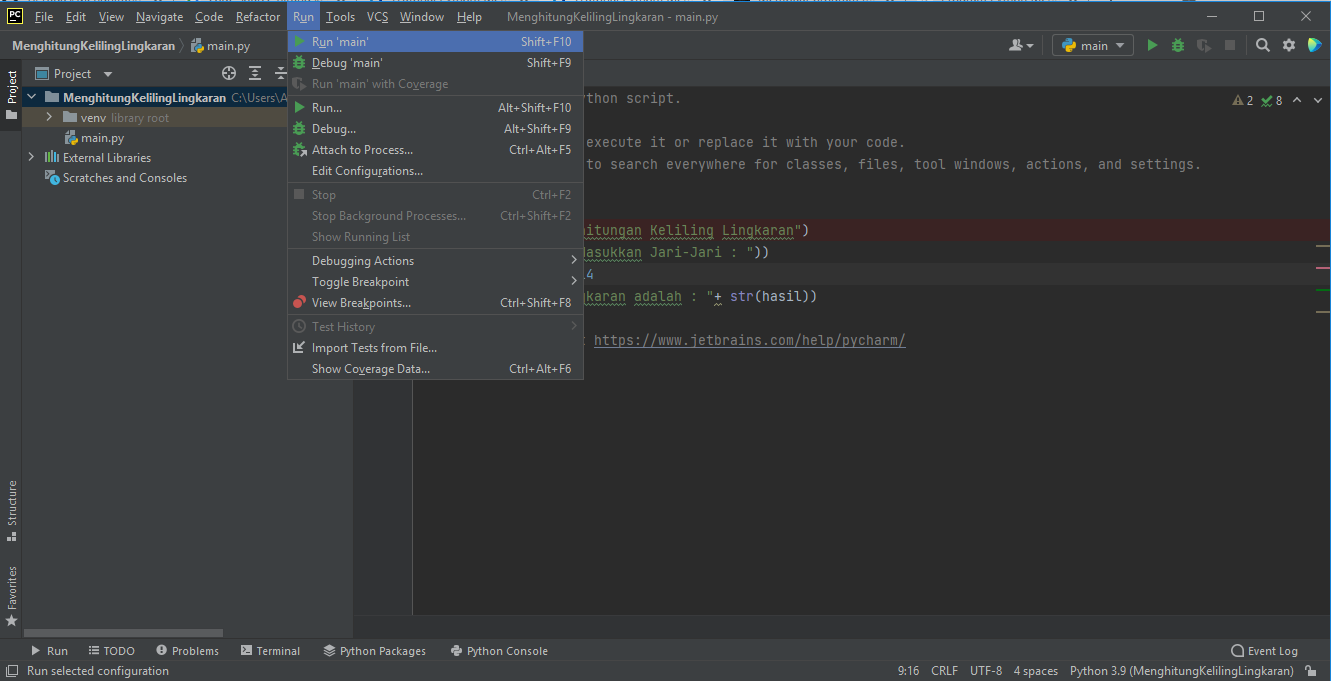 PC File Edit View Navigate Code Refactor Run Tools VCS Window Help MenghitungKelilingLingkaran - main.py
MenghitungKelilingLingkaran main.py main
Project
Project
MenghitungKelilingLingkaran C:\Users\A
venv library root
main.py
External Libraries
Scratches and Consoles
Structure
Favorites
Run 'main' Shift+F10
Debug 'main' Shift+F9
Run 'main' with Coverage
Run... Alt+Shift+F10
Debug... Alt+Shift+F9
Attach to Process... Ctrl+Alt+F5
Edit Configurations...
Stop Ctrl+F2
Stop Background Processes... Ctrl+Shift+F2
Show Running List
Debugging Actions
Toggle Breakpoint
View Breakpoints... Ctrl+Shift+F8
Test History
Import Tests from File...
Show Coverage Data... Ctrl+Alt+F6
thon script.
2 8
execute it or replace it with your code.
to search everywhere for classes, files, tool windows, actions, and settings.
itungan Keliling Lingkaran")
asukkan Jari-Jari : "))
4
karan adalah : "+ str(hasil))
https://www.jetbrains.com/help/pycharm/
Run TODO Problems Terminal Python Packages Python Console Event Log
Run selected configuration 9:16 CRLF UTF-8 4 spaces Python 3.9 (MenghitungKelilingLingkaran)